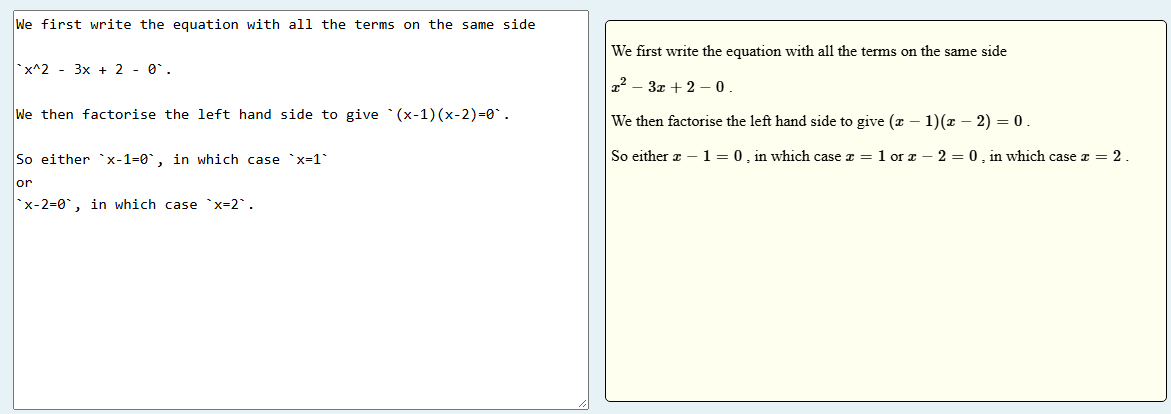 We first write the equation with all the terms on the same side
`x^2 - 3x + 2 - 0`.
We then factorise the left hand side to give `(x-1)(x-2)=0`.
So either `x-1=0`, in which case `x=1`
or
`x-2=0`, in which case `x=2`.
We first write the equation with all the terms on the same side
x² − 3x + 2 − 0 .
We then factorise the left hand side to give (x − 1)(x − 2) = 0 .
So either x − 1 = 0 , in which case x = 1 or x − 2 = 0 , in which case x = 2 .